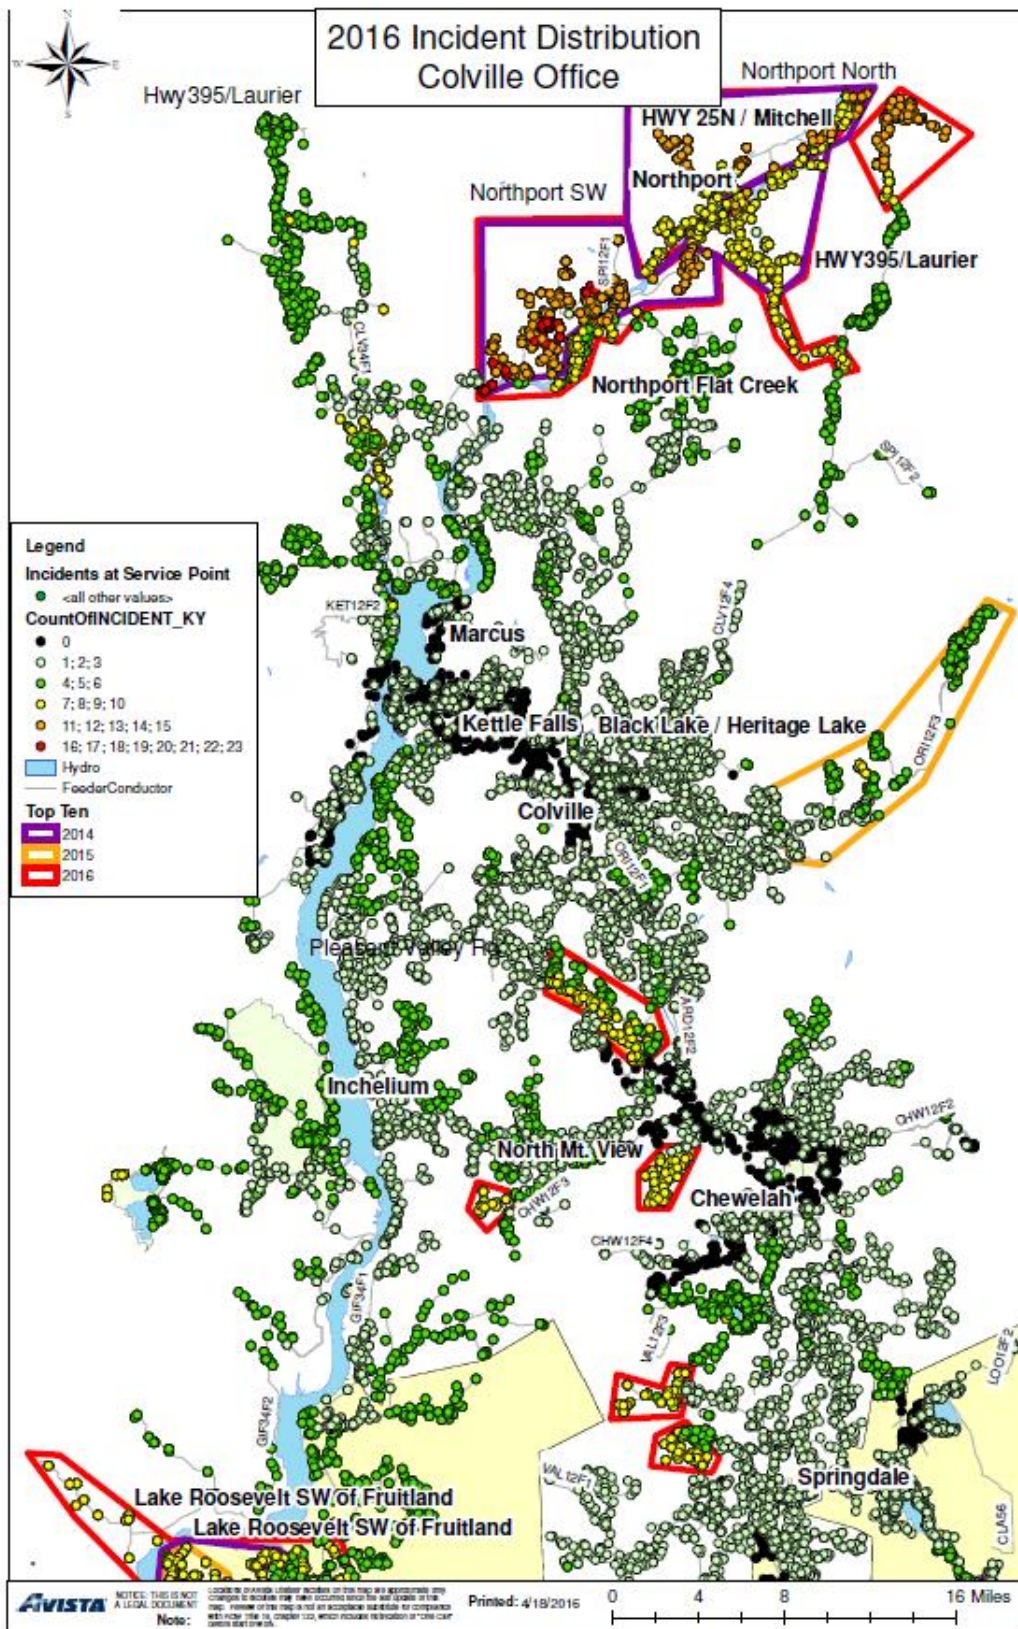 2016 Incident Distribution
Colville Office
N
W
E
S
Hwy395/Laurier
Northport North
HWY 25N / Mitchell
Northport
Northport SW
SPI12F1
HWY395/Laurier
CLV34F1
Northport Flat Creek
SPI12F2
Legend
Incidents at Service Point
<all other values>
CountOfINCIDENT_KY
0
1; 2; 3
4; 5; 6
7; 8; 9; 10
11; 12; 13; 14; 15
16; 17; 18; 19; 20; 21; 22; 23
Hydro
FeederConductor
Top Ten
2014
2015
2016
KET12F2
CLV12F4
Marcus
Kettle Falls
Black Lake / Heritage Lake
ORI12F3
Colville
ORI12F1
Pleasant Valley Rd
ARD12F2
Inchelium
CHW12F2
North Mt. View
CHW12F3
Chewelah
CHW12F4
GIF34F1
VAL12F3
LOO12F2
GIF34F2
VAL12F1
Springdale
Lake Roosevelt SW of Fruitland
Lake Roosevelt SW of Fruitland
CLA56
AVISTA
NOTICE: THIS IS NOT
A LEGAL DOCUMENT
Note:
Printed: 4/18/2016
0 4 8 16 Miles